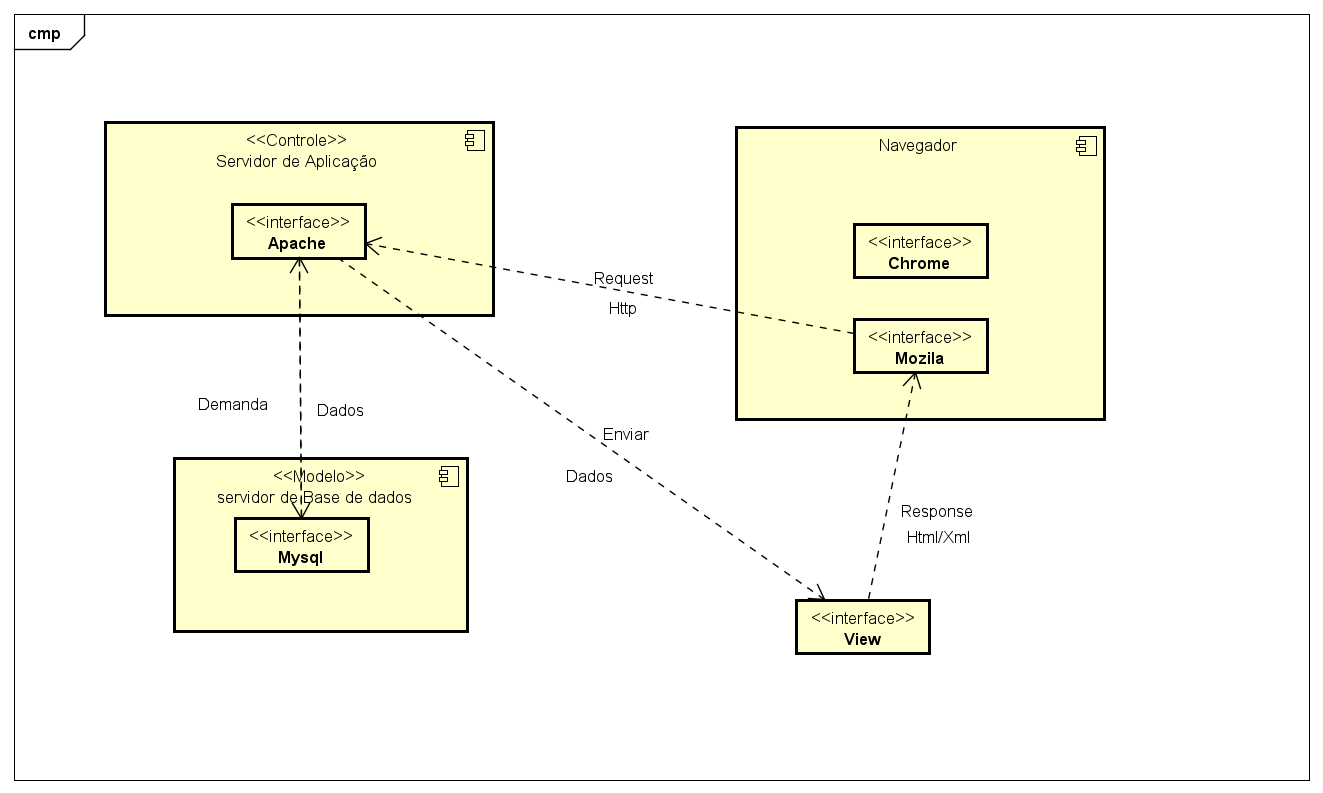 cmp
<<Controle>>
Servidor de Aplicação
<<interface>>
Apache
Navegador
<<interface>>
Chrome
<<interface>>
Mozila
Request
Http
Demanda
Dados
Enviar
Dados
<<Modelo>>
servidor de Base de dados
<<interface>>
Mysql
Response
Html/Xml
<<interface>>
View